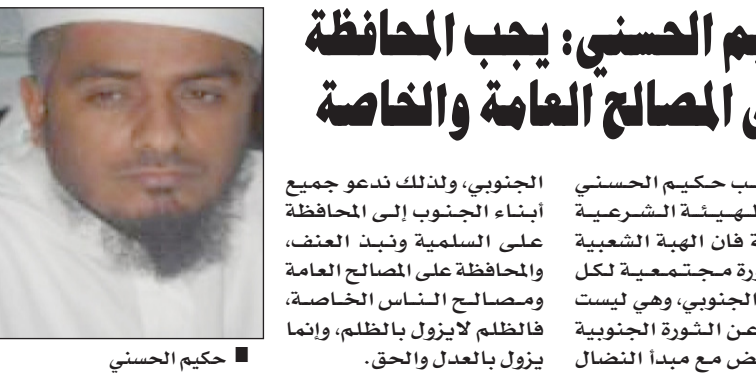 الحسني: يجب المحافظة
المصالح العامة والخاصة
حكيم الحسني
الهيئة الشرعية
فان الهبة الشعبية
مجتمعية لكل
الجنوبي، وهي ليست
عن الثورة الجنوبية
مع مبدأ النضال
الجنوبي، ولذلك ندعو جميع
أبناء الجنوب إلى المحافظة
على السلمية ونبذ العنف،
والمحافظة على المصالح العامة
ومصالح الناس الخاصة،
فالظلم لايزول بالظلم، وإنما
يزول بالعدل والحق.
حكيم الحسني